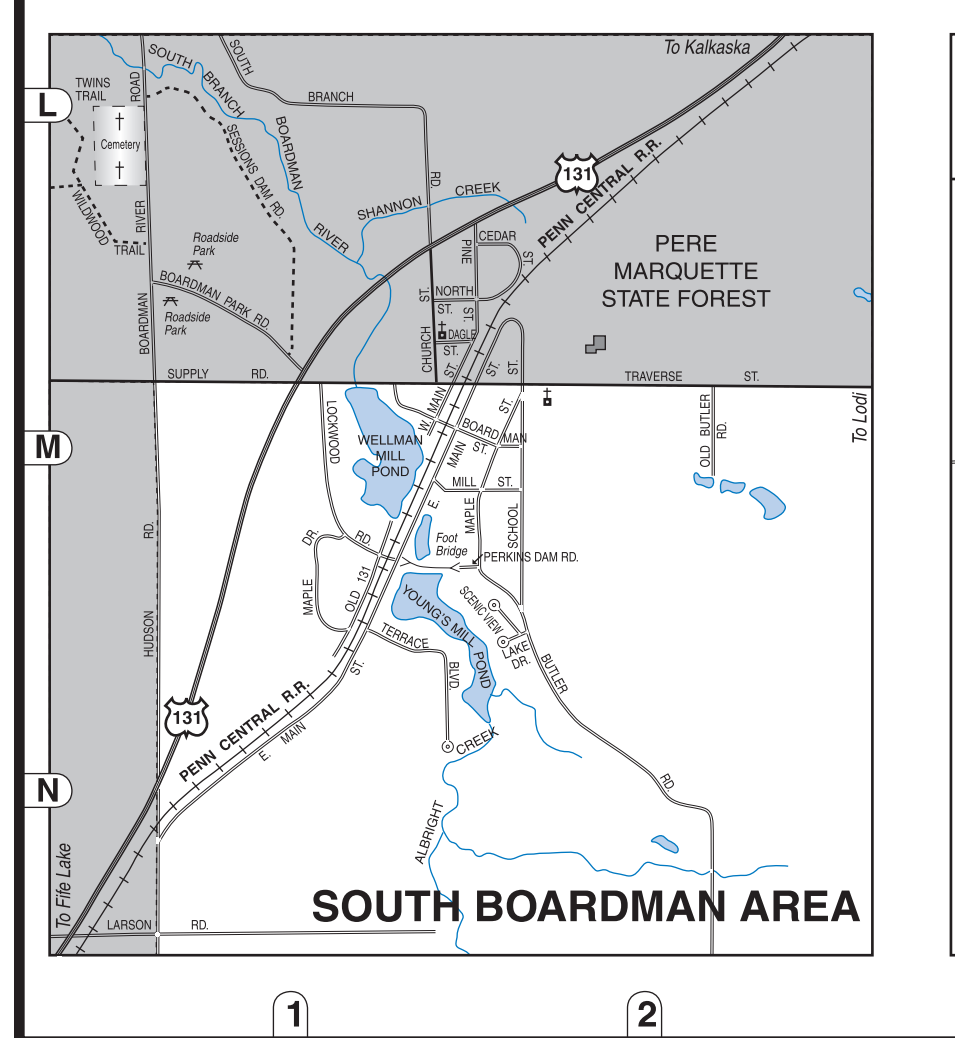 To Kalkaska
SOUTH BRANCH BOARDMAN RIVER
SOUTH BRANCH RD.
TWINS
TRAIL
ROAD
L
Cemetery
SESSIONS DAM RD.
131
PENN CENTRAL R.R.
SHANNON CREEK
WILDWOOD
TRAIL
RIVER
Roadside
Park
CEDAR
ST.
PINE
ST.
PERE
MARQUETTE
STATE FOREST
BOARDMAN PARK RD.
NORTH
ST.
Roadside
Park
BOARDMAN
CHURCH
ST.
DAGLE
ST.
ST.
ST.
ST.
SUPPLY RD.
TRAVERSE ST.
LOCKWOOD
W. MAIN
ST.
BOARD MAN
ST.
OLD BUTLER
RD.
To Lodi
M
WELLMAN
MILL
POND
MAIN
MILL ST.
E.
MAPLE
SCHOOL
RD.
DR.
RD.
Foot
Bridge
PERKINS DAM RD.
MAPLE
OLD 131
YOUNG'S MILL POND
SCENIC VIEW
HUDSON
TERRACE
BLVD.
LAKE
DR.
BUTLER
ST.
131
PENN CENTRAL R.R.
E. MAIN
CREEK
RD.
N
ALBRIGHT
To Fife Lake
SOUTH BOARDMAN AREA
LARSON RD.
1
2